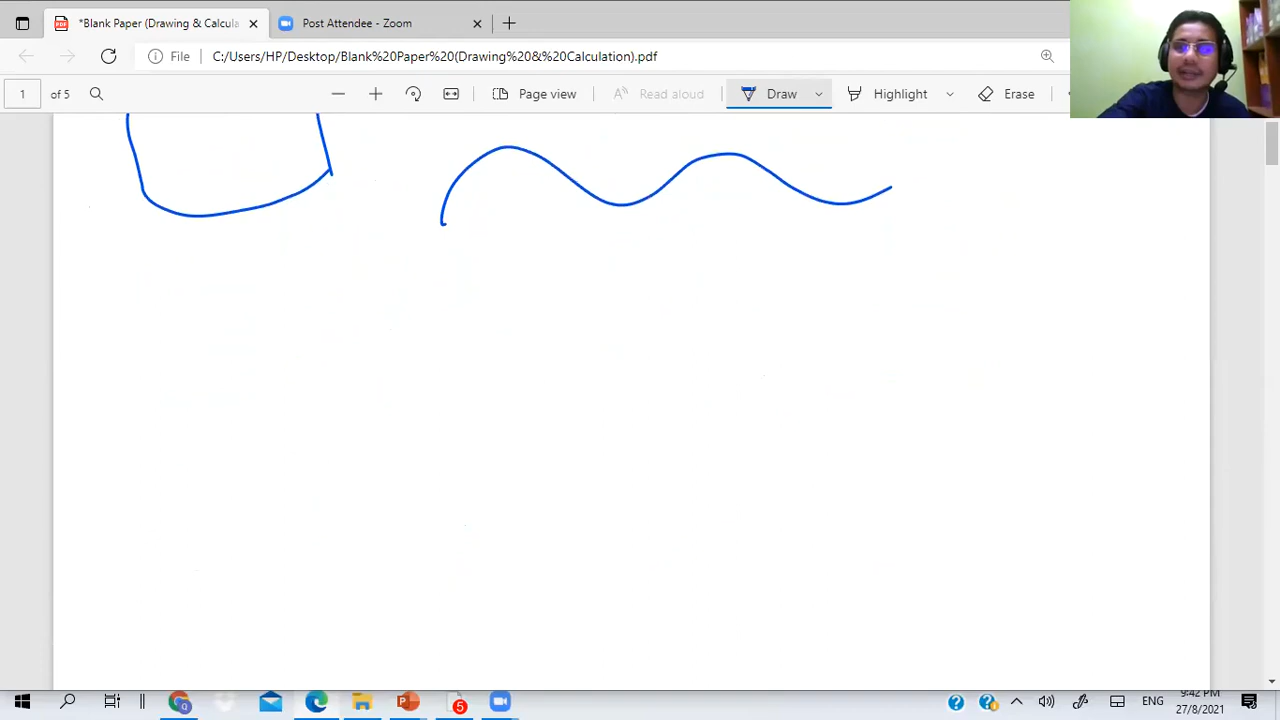 *Blank Paper (Drawing & Calcula
Post Attendee - Zoom
File
C:/Users/HP/Desktop/Blank%20Paper%20(Drawing%20&%20Calculation).pdf
1 of 5
Page view
Read aloud
Draw
Highlight
Erase
5
ENG
9:42 PM
27/8/2021